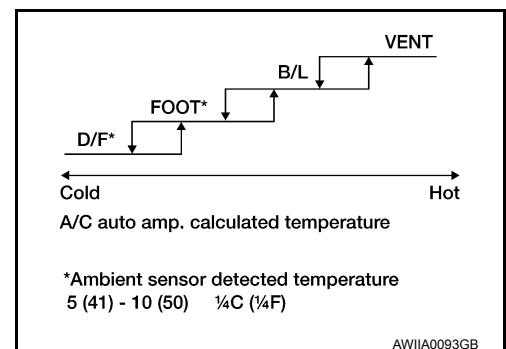 VENT
B/L
FOOT*
D/F*
Cold Hot
A/C auto amp. calculated temperature
*Ambient sensor detected temperature
5 (41) - 10 (50) ¼C (¼F)
AWIIA0093GB